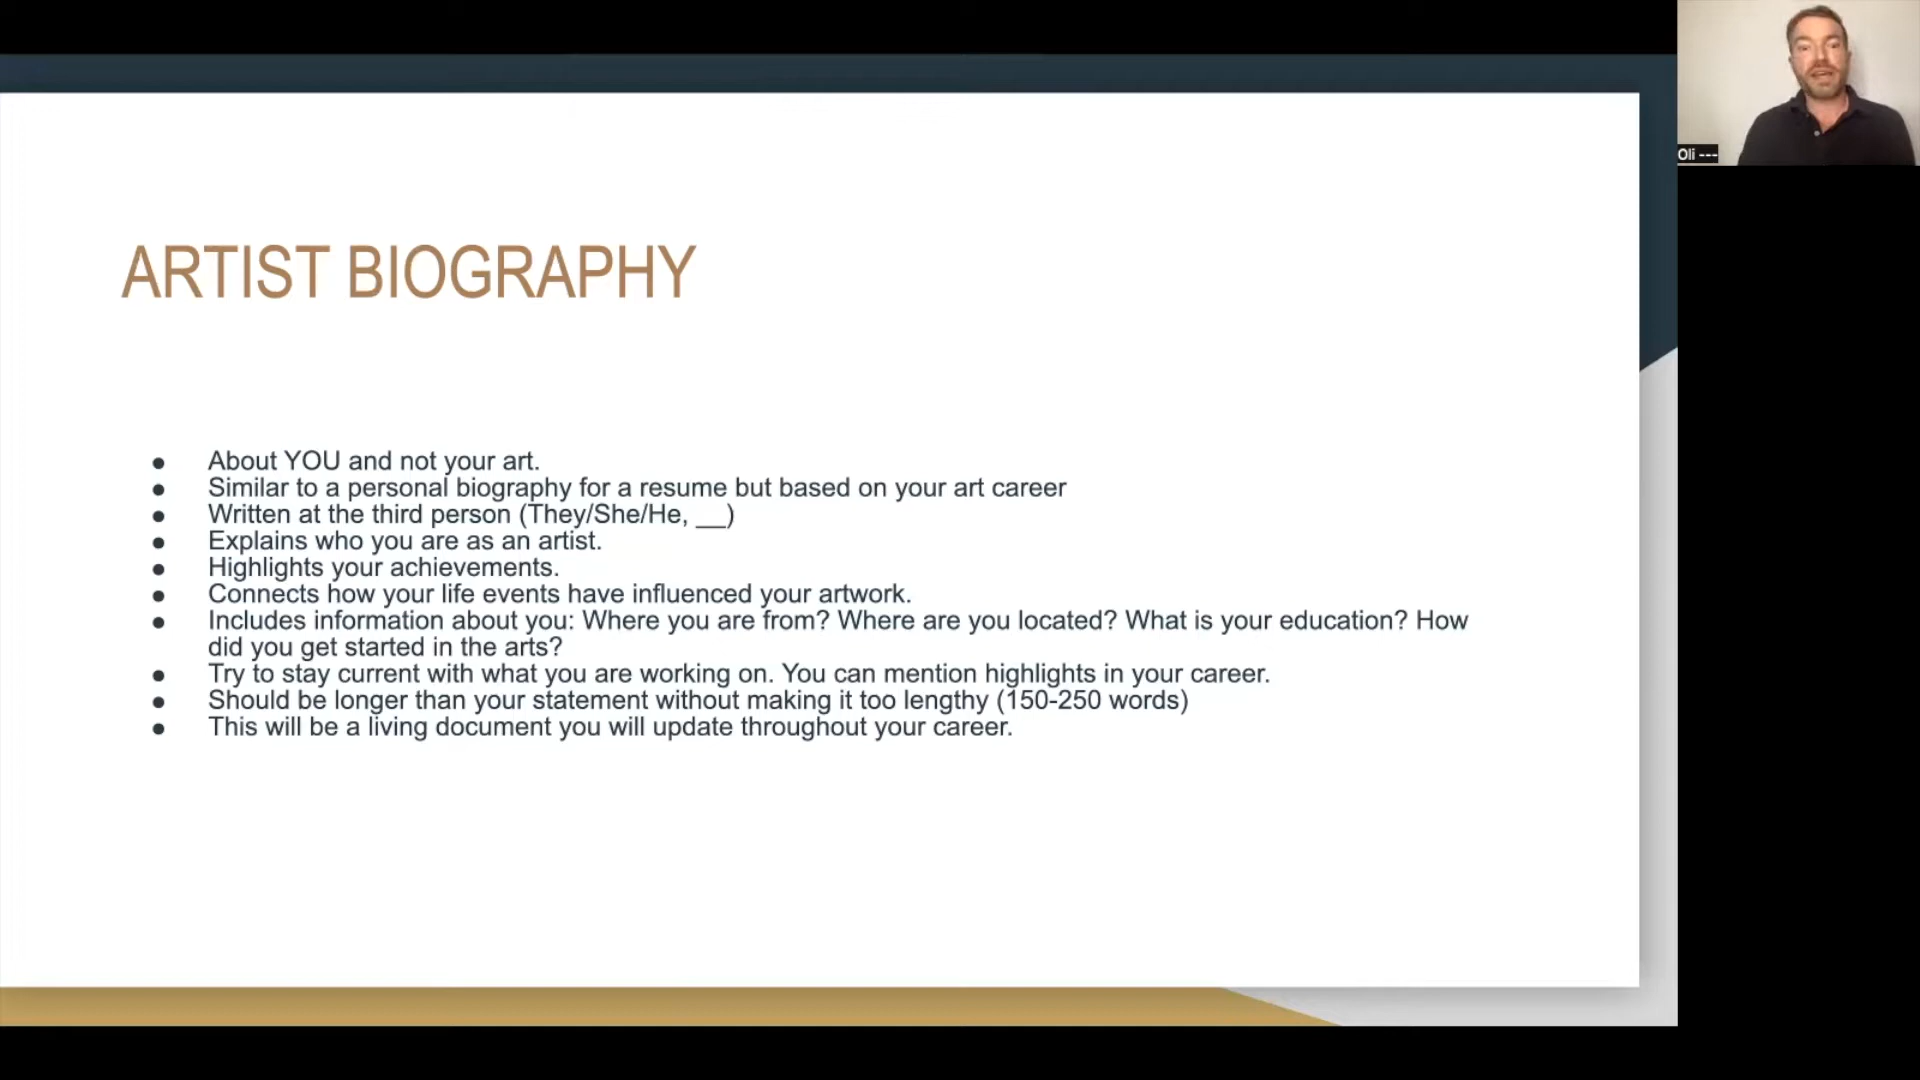 ARTIST BIOGRAPHY
● About YOU and not your art.
● Similar to a personal biography for a resume but based on your art career
● Written at the third person (They/She/He, __)
● Explains who you are as an artist.
● Highlights your achievements.
● Connects how your life events have influenced your artwork.
● Includes information about you: Where you are from? Where are you located? What is your education? How
did you get started in the arts?
● Try to stay current with what you are working on. You can mention highlights in your career.
● Should be longer than your statement without making it too lengthy (150-250 words)
● This will be a living document you will update throughout your career.
Oli ---